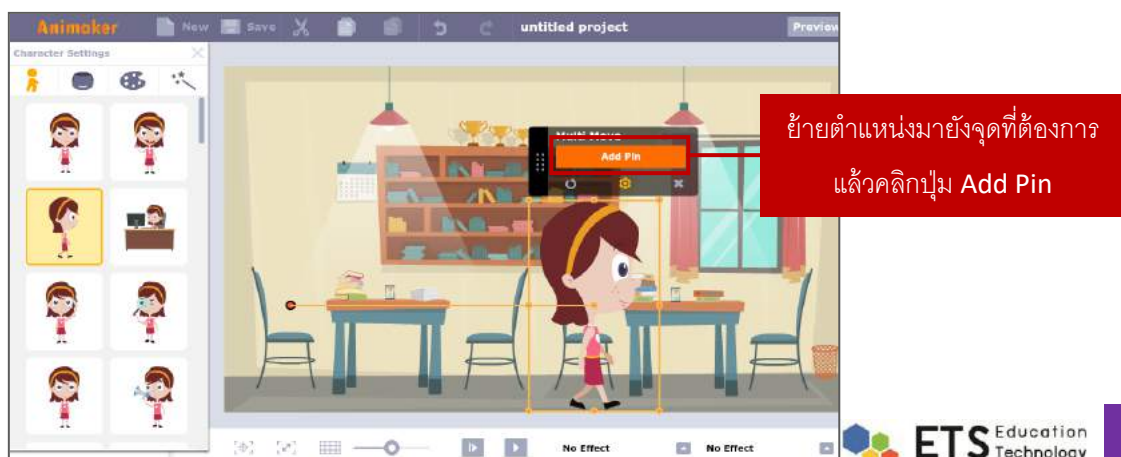 Animaker New Save untitled project Preview
Character Settings
Multi Move
Add Pin
ย้ายตำแหน่งมายังจุดที่ต้องการ
แล้วคลิกปุ่ม Add Pin
No Effect No Effect
ETS Education
Technology